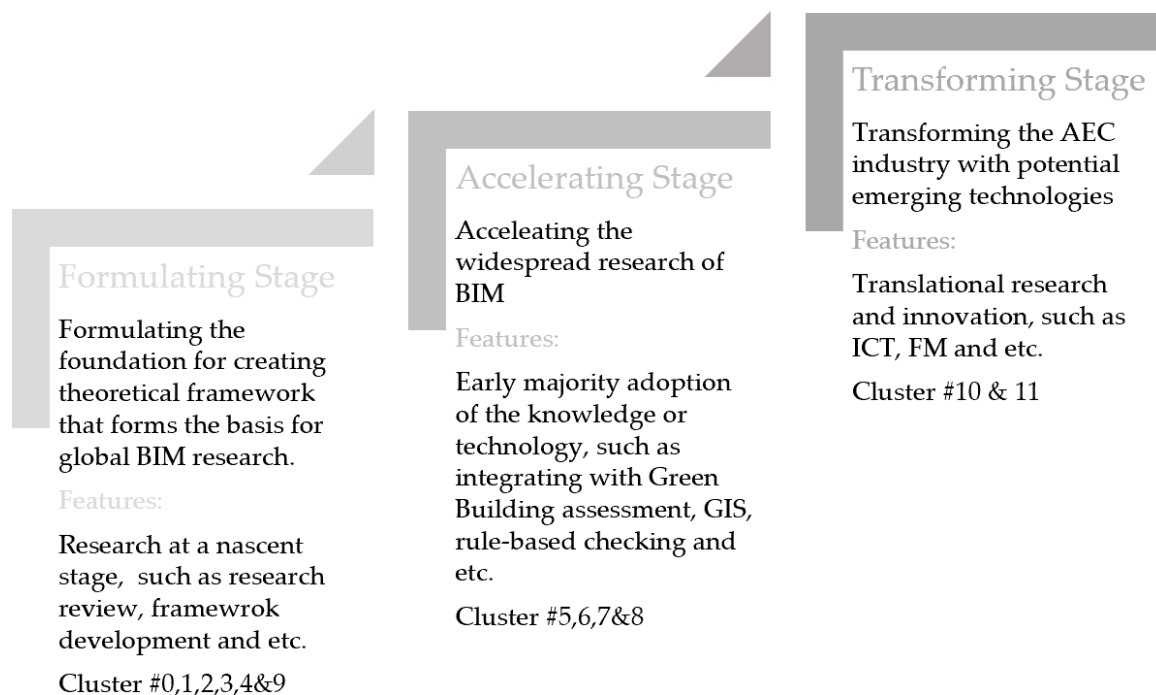 Formulating Stage
Formulating the
foundation for creating
theoretical framework
that forms the basis for
global BIM research.
Features:
Research at a nascent
stage,  such as research
review, framewrok
development and etc.
Cluster #0,1,2,3,4&9
Accelerating Stage
Acceleating the
widespread research of
BIM
Features:
Early majority adoption
of the knowledge or
technology, such as
integrating with Green
Building assessment, GIS,
rule-based checking and
etc.
Cluster #5,6,7&8
Transforming Stage
Transforming the AEC
industry with potential
emerging technologies
Features:
Translational research
and innovation, such as
ICT, FM and etc.
Cluster #10 & 11